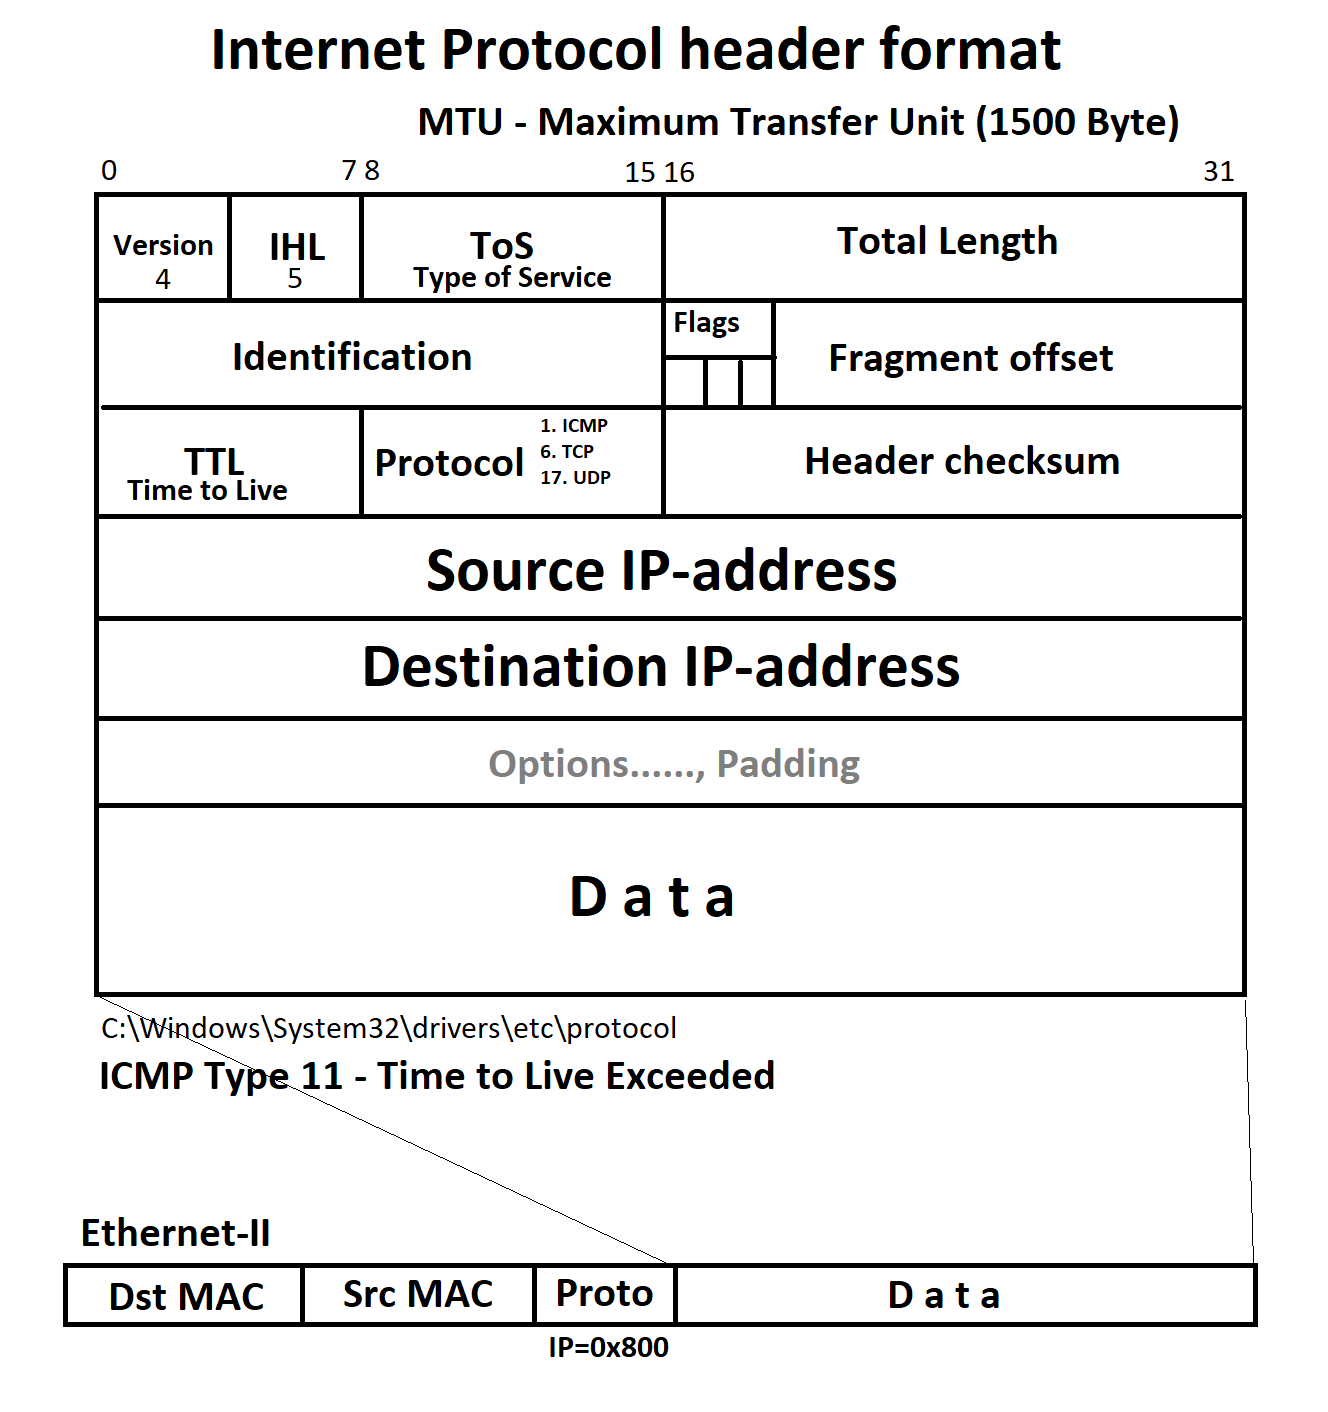 Internet Protocol header format
MTU - Maximum Transfer Unit (1500 Byte)
0 7 8 15 16 31
Version
4
IHL
5
ToS
Type of Service
Total Length
Identification
Flags
Fragment offset
TTL
Time to Live
Protocol
1. ICMP
6. TCP
17. UDP
Header checksum
Source IP-address
Destination IP-address
Options......, Padding
D a t a
C:\Windows\System32\drivers\etc\protocol
ICMP Type 11 - Time to Live Exceeded
Ethernet-II
Dst MAC
Src MAC
Proto
D a t a
IP=0x800